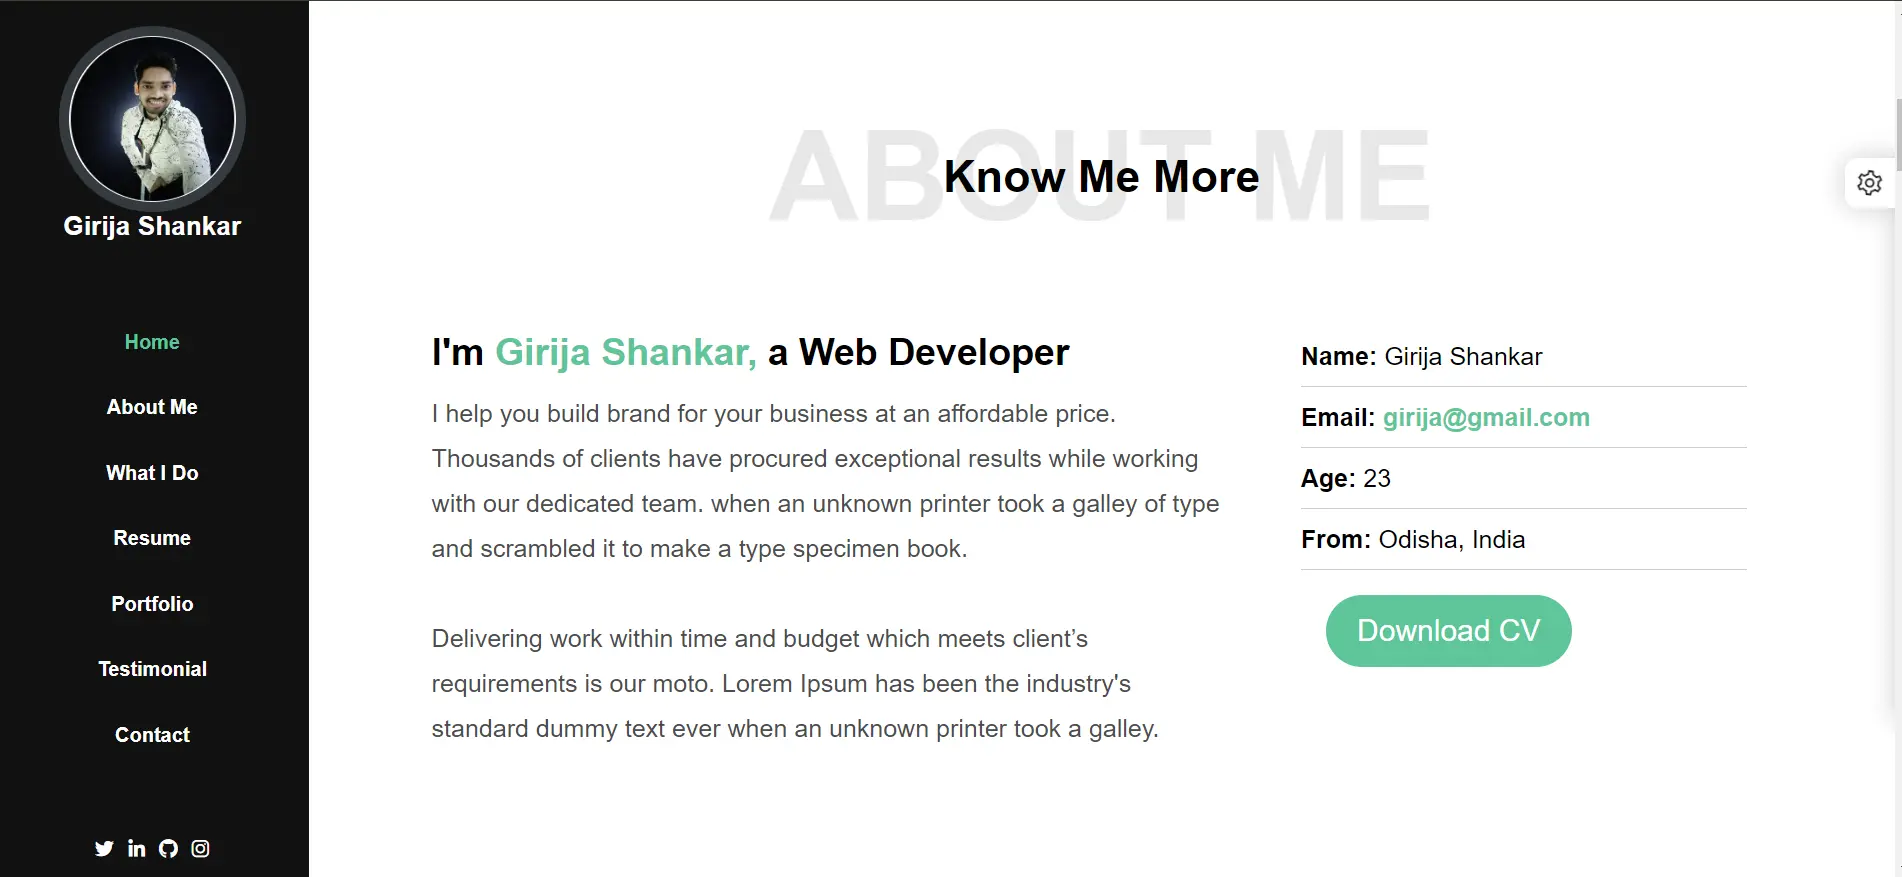 Girija Shankar
Home
About Me
What I Do
Resume
Portfolio
Testimonial
Contact
ABOUT ME
Know Me More
I'm Girija Shankar, a Web Developer
I help you build brand for your business at an affordable price.
Thousands of clients have procured exceptional results while working
with our dedicated team. when an unknown printer took a galley of type
and scrambled it to make a type specimen book.
Delivering work within time and budget which meets client’s
requirements is our moto. Lorem Ipsum has been the industry's
standard dummy text ever when an unknown printer took a galley.
Name: Girija Shankar
Email: girija@gmail.com
Age: 23
From: Odisha, India
Download CV